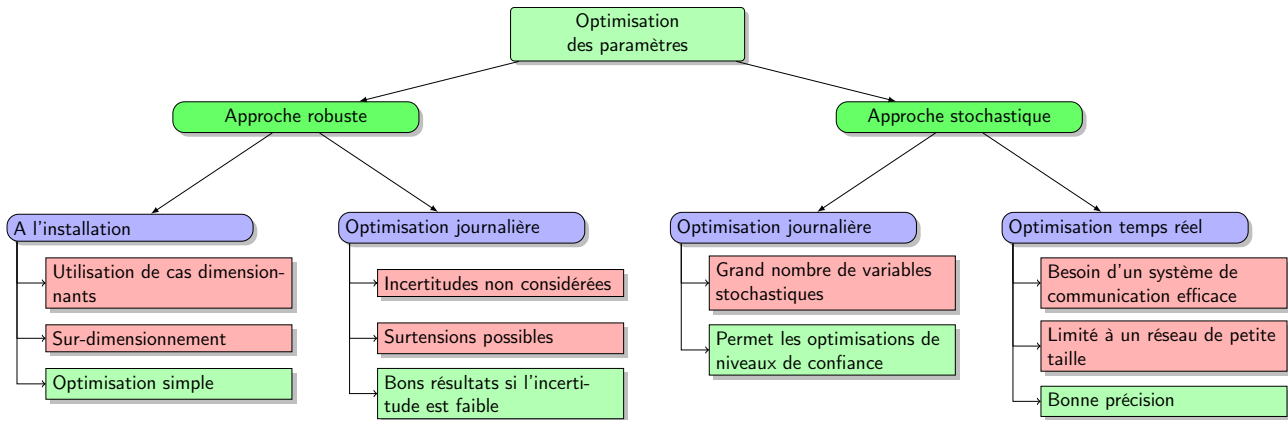 Optimisation
des paramètres
Approche robuste
Approche stochastique
A l'installation
Utilisation de cas dimension-
nants
Sur-dimensionnement
Optimisation simple
Optimisation journalière
Incertitudes non considérées
Surtensions possibles
Bons résultats si l'incerti-
tude est faible
Optimisation journalière
Grand nombre de variables
stochastiques
Permet les optimisations de
niveaux de confiance
Optimisation temps réel
Besoin d'un système de
communication efficace
Limité à un réseau de petite
taille
Bonne précision